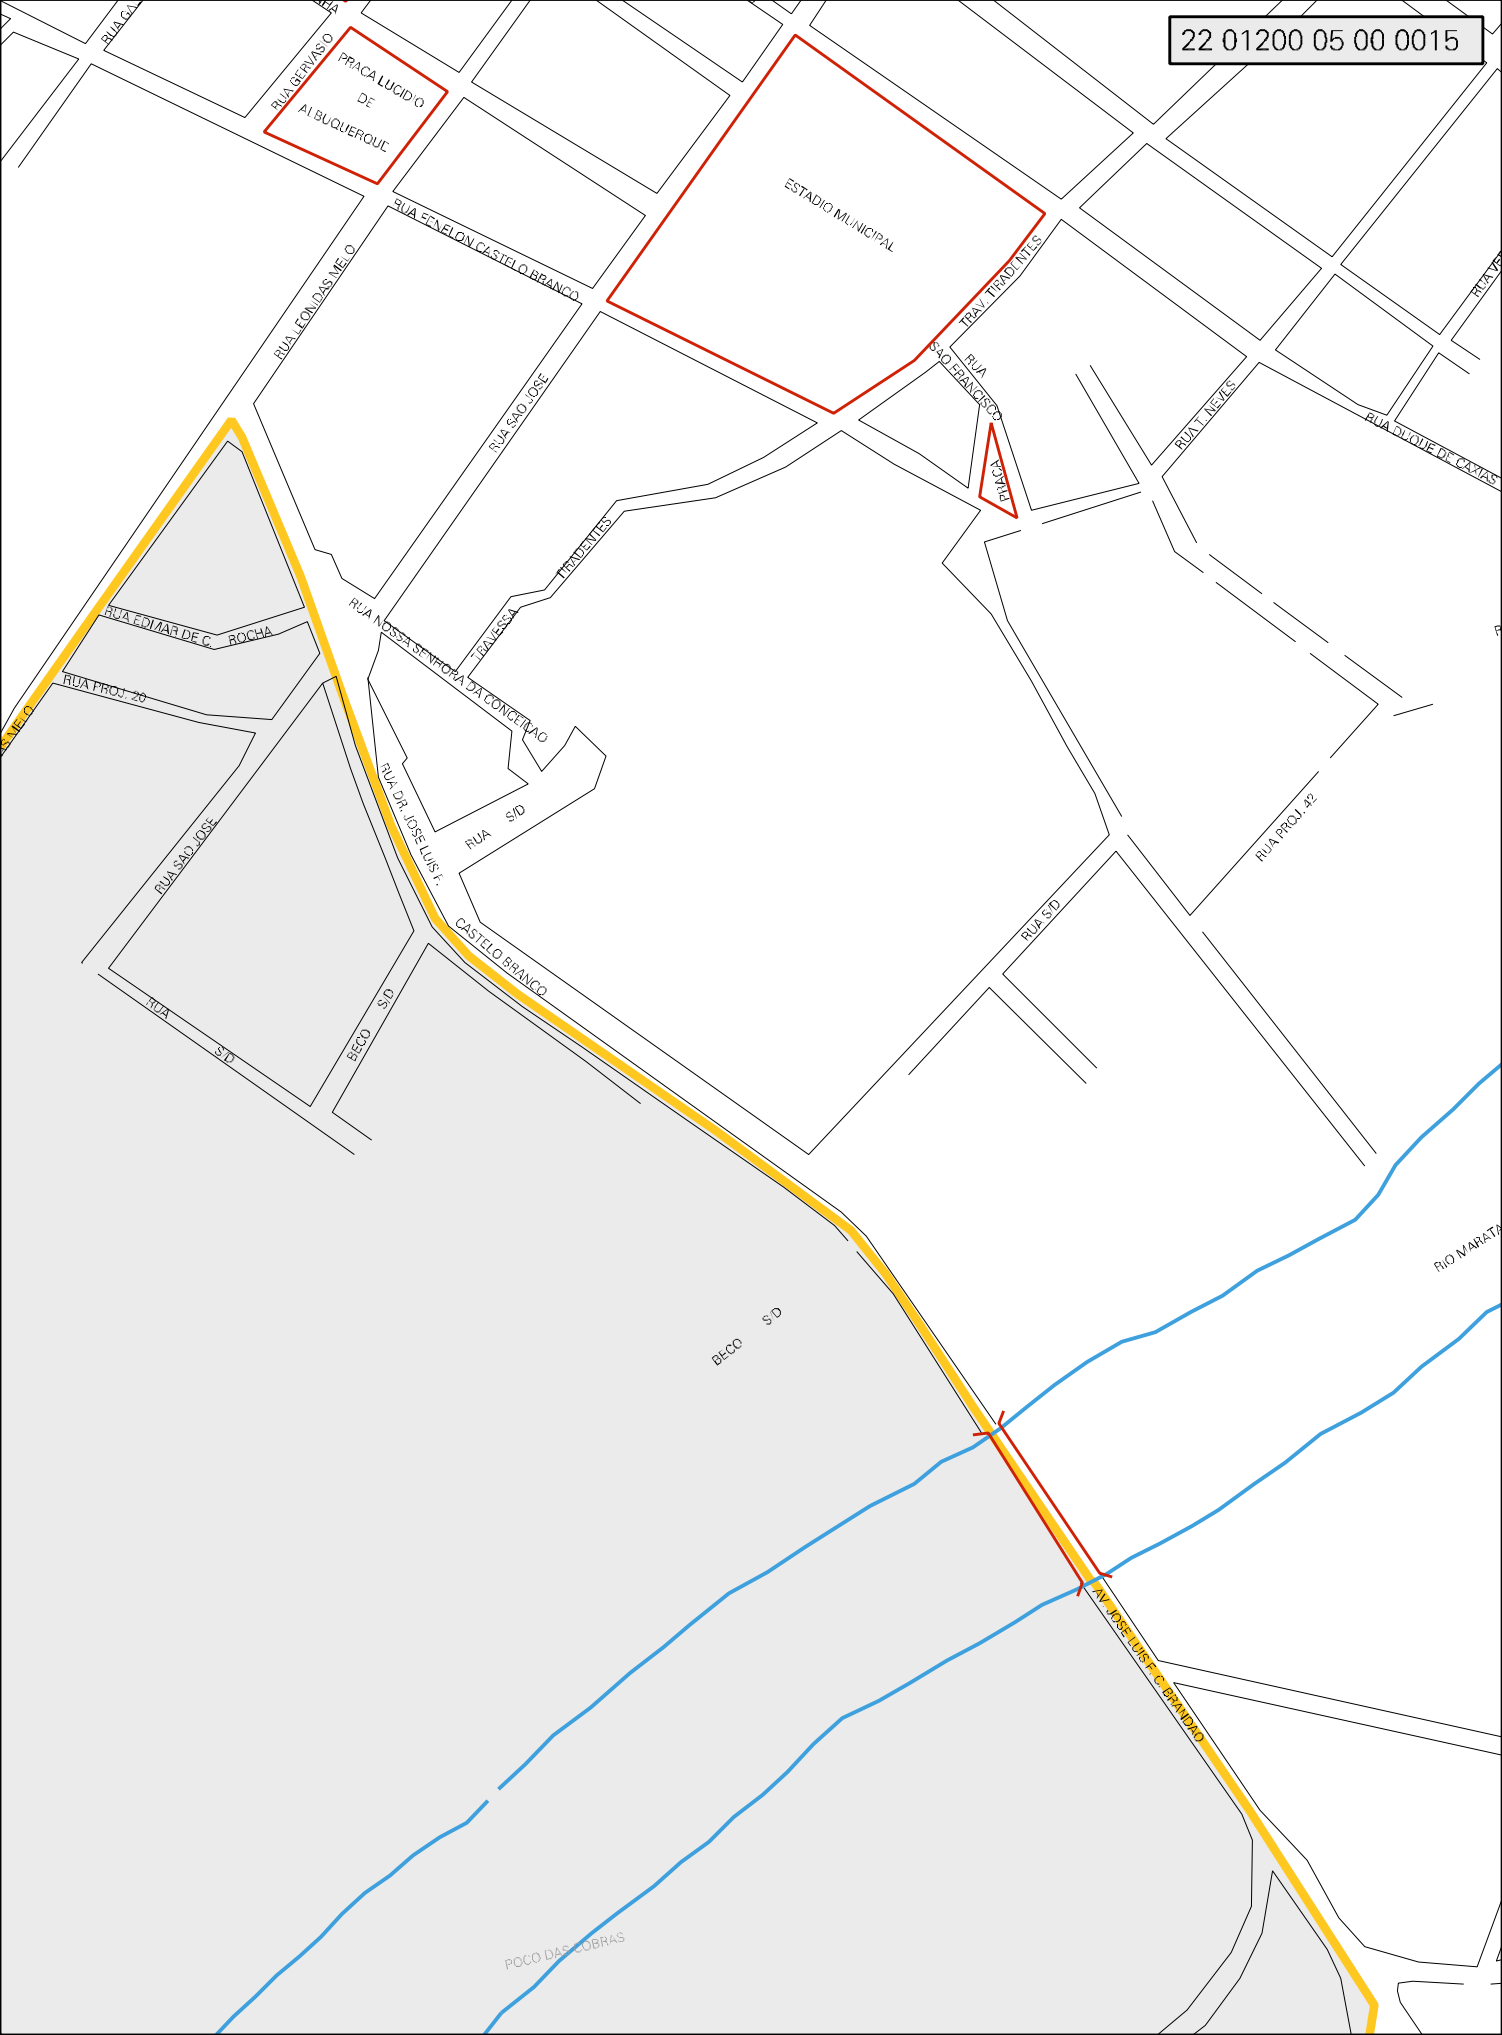 22 01200 05 00 0015
RUA GERVASIO
PRACA LUCIDIO
DE
ALBUQUERQUE
ESTADIO MUNICIPAL
RUA FENELON CASTELO BRANCO
RUA LEONIDAS MELO
TRAV. TIRADENTES
RUA
SAO FRANCISCO
RUA SAO JOSE
RUA T. NEVES
RUA DUQUE DE CAXIAS
PRAÇA
TIRADENTES
TRAVESSA
RUA NOSSA SENHORA DA CONCEICAO
RUA EDMAR DE C. ROCHA
RUA PROJ. 20
RUA DR. JOSE LUIS F.
RUA S/D
RUA SAO JOSE
RUA PROJ. 42
RUA S/D
CASTELO BRANCO
RUA S/D
BECO S/D
RIO MARATA
BECO S/D
AV. JOSE LUIS F. C. BRANDAO
POCO DAS COBRAS